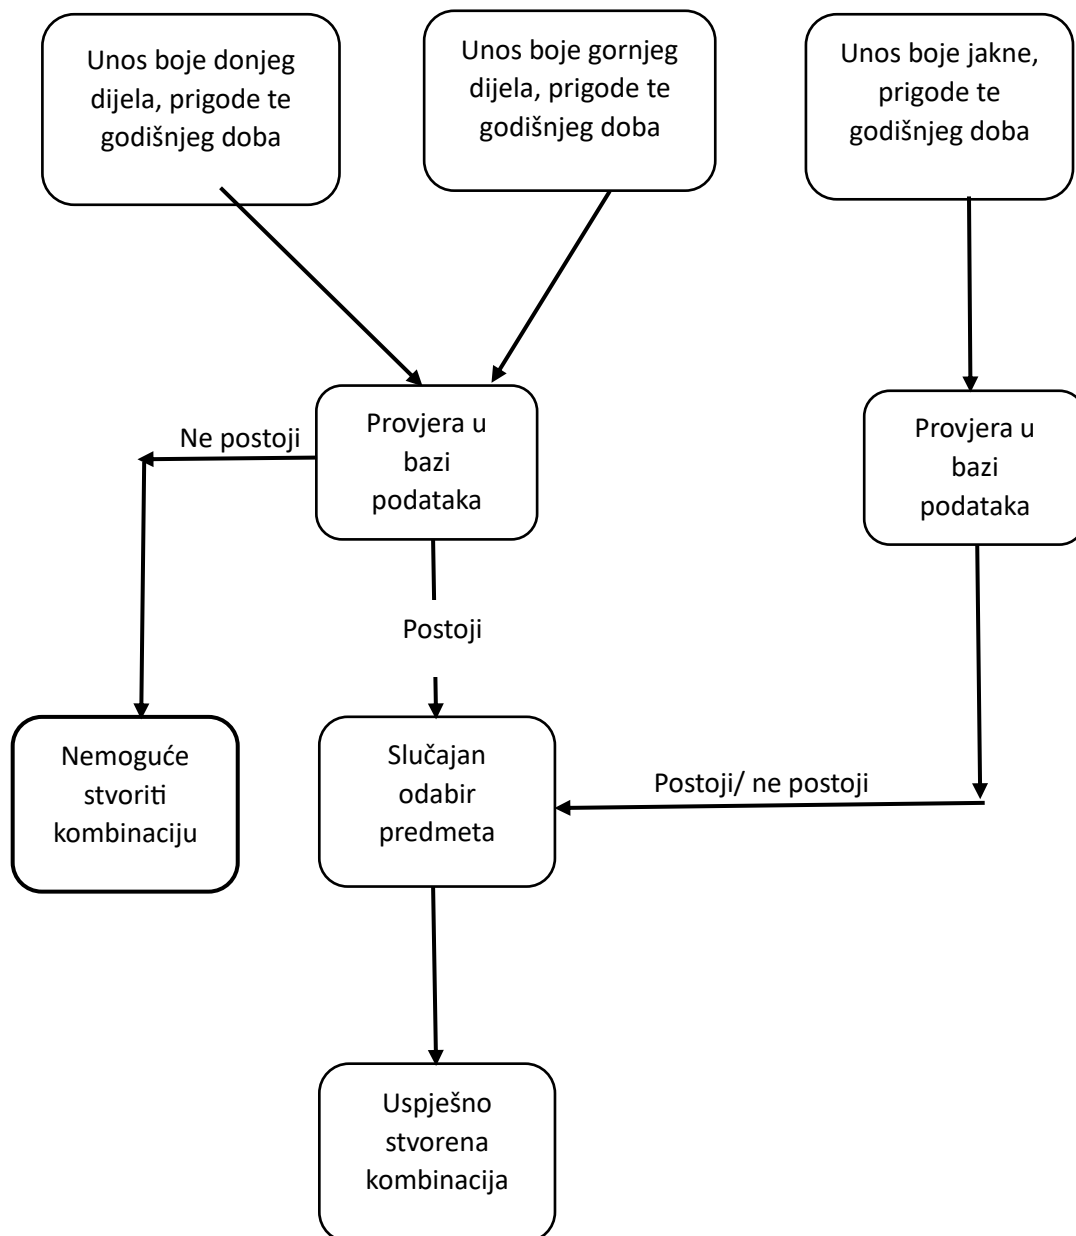 Unos boje donjeg
dijela, prigode te
godišnjeg doba
Unos boje gornjeg
dijela, prigode te
godišnjeg doba
Unos boje jakne,
prigode te
godišnjeg doba
Ne postoji
Provjera u
bazi
podataka
Provjera u
bazi
podataka
Postoji
Nemoguće
stvoriti
kombinaciju
Slučajan
odabir
predmeta
Postoji/ ne postoji
Uspješno
stvorena
kombinacija